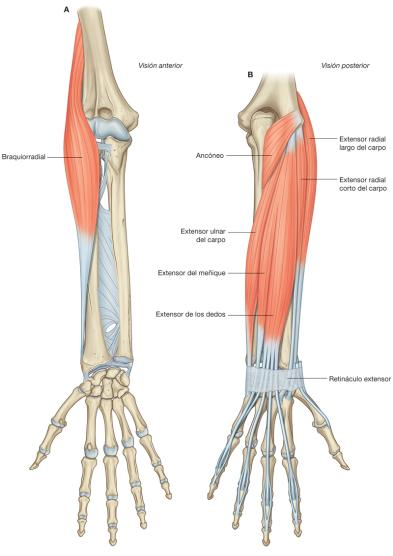 A
Visión anterior
Braquiorradial
B
Visión posterior
Ancóneo
Extensor ulnar
del carpo
Extensor del meñique
Extensor de los dedos
Extensor radial
largo del carpo
Extensor radial
corto del carpo
Retináculo extensor